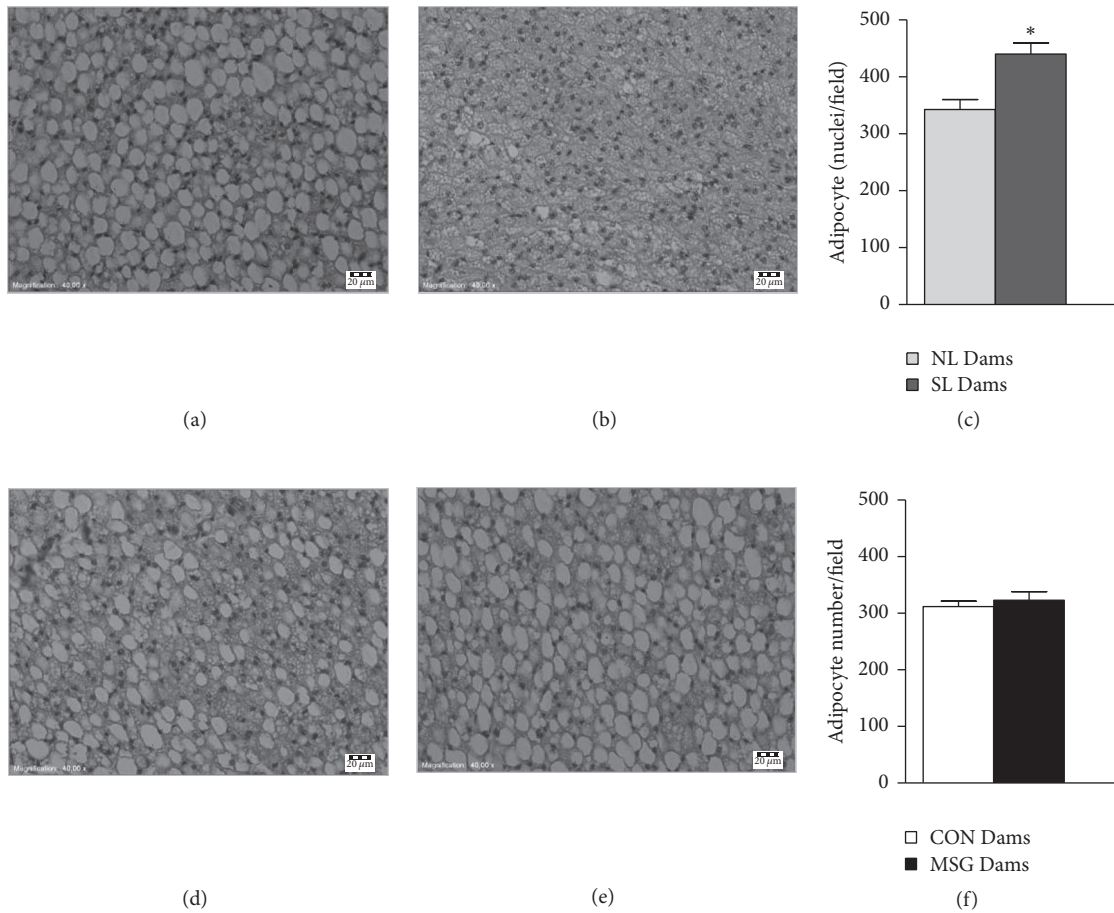 Magnification: 40,00 x
20 μm
(a)
Magnification: 40,00 x
20 μm
(b)
Adipocyte (nuclei/field)
500
400
300
200
100
0
*
NL Dams
SL Dams
(c)
Magnification: 40,00 x
20 μm
(d)
Magnification: 40,00 x
20 μm
(e)
Adipocyte number/field
500
400
300
200
100
0
CON Dams
MSG Dams
(f)